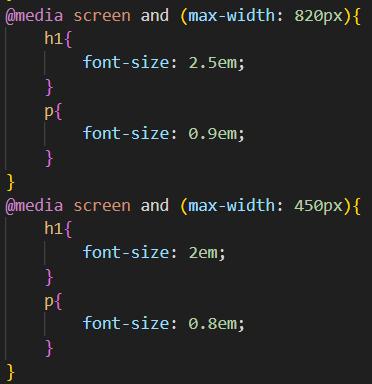 @media screen and (max-width: 820px){
    h1{
        font-size: 2.5em;
    }
    p{
        font-size: 0.9em;
    }
}
@media screen and (max-width: 450px){
    h1{
        font-size: 2em;
    }
    p{
        font-size: 0.8em;
    }
}